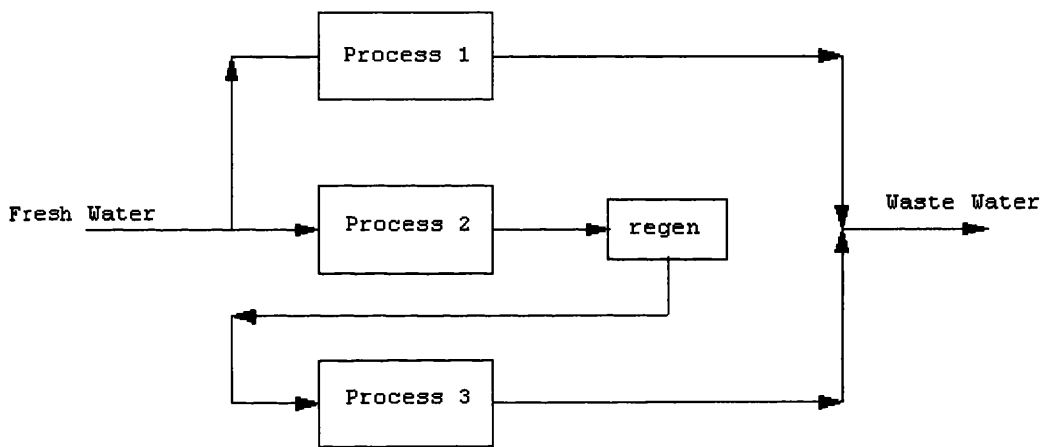 Process 1
Fresh Water
Process 2
regen
Waste Water
Process 3